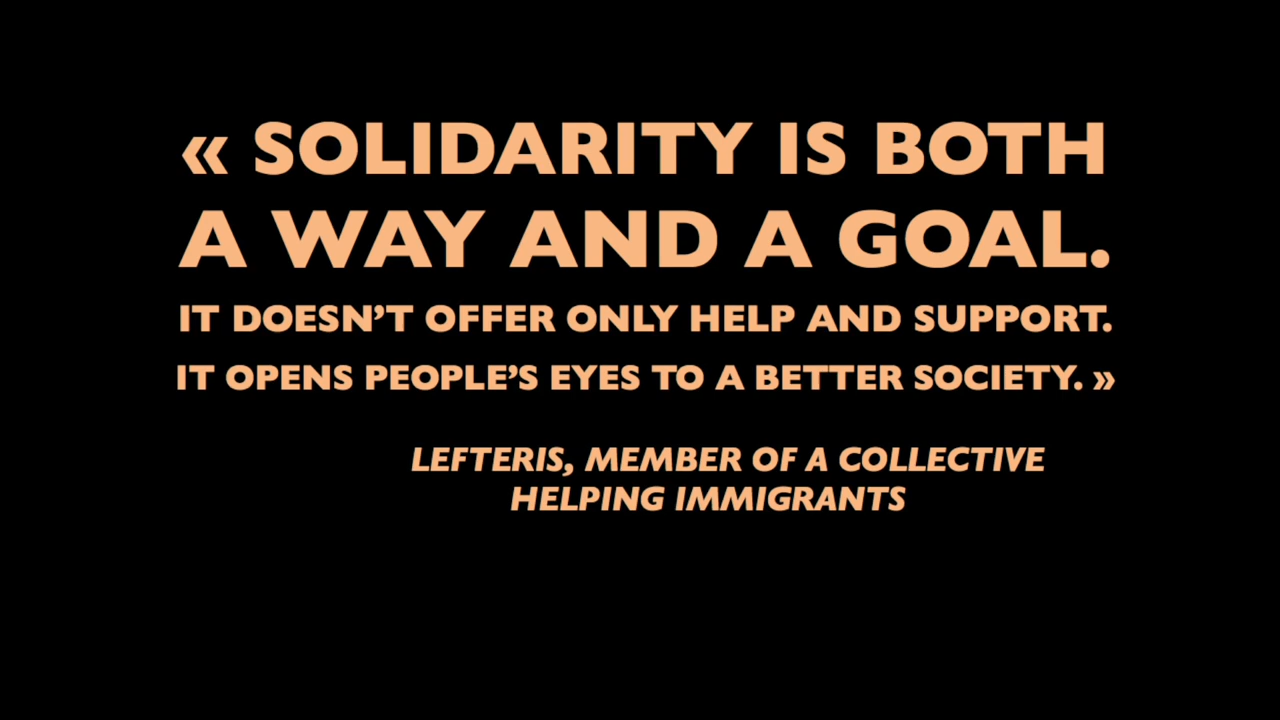 « SOLIDARITY IS BOTH
A WAY AND A GOAL.
IT DOESN’T OFFER ONLY HELP AND SUPPORT.
IT OPENS PEOPLE’S EYES TO A BETTER SOCIETY. »
LEFTERIS, MEMBER OF A COLLECTIVE
HELPING IMMIGRANTS